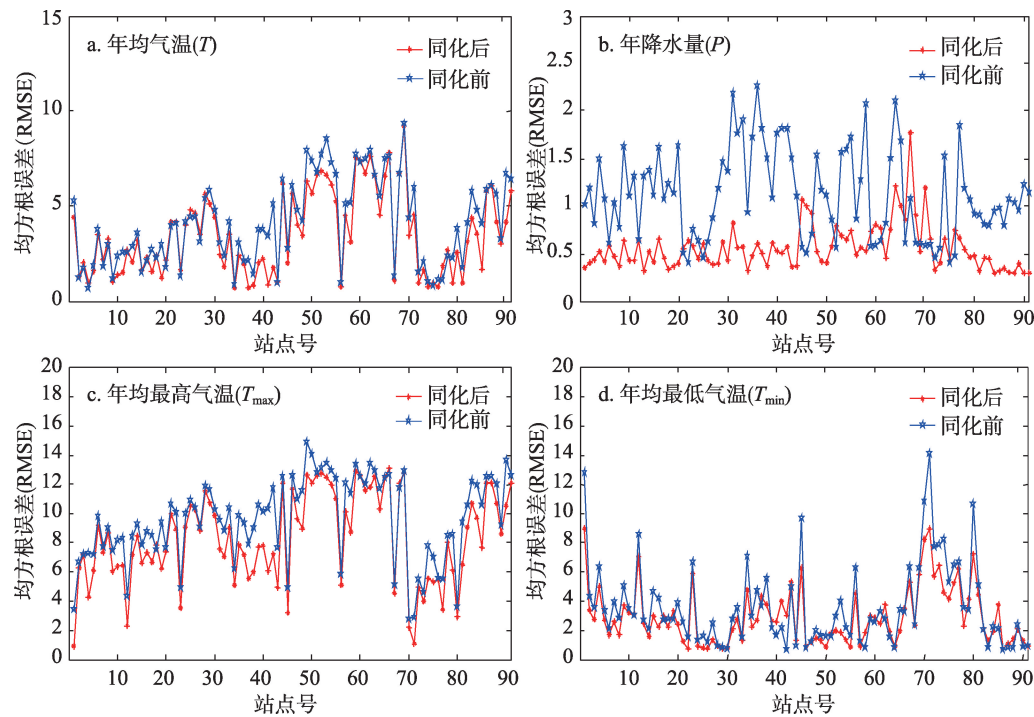 a. 年均气温(T)
同化后
同化前
均方根误差(RMSE)
15
10
5
0
10 20 30 40 50 60 70 80 90
站点号
b. 年降水量(P)
同化后
同化前
均方根误差(RMSE)
3
2.5
2
1.5
1
0.5
0
10 20 30 40 50 60 70 80 90
站点号
c. 年均最高气温(Tmax)
同化后
同化前
均方根误差(RMSE)
20
18
16
14
12
10
8
6
4
2
0
10 20 30 40 50 60 70 80 90
站点号
d. 年均最低气温(Tmin)
同化后
同化前
均方根误差(RMSE)
20
18
16
14
12
10
8
6
4
2
0
10 20 30 40 50 60 70 80 90
站点号